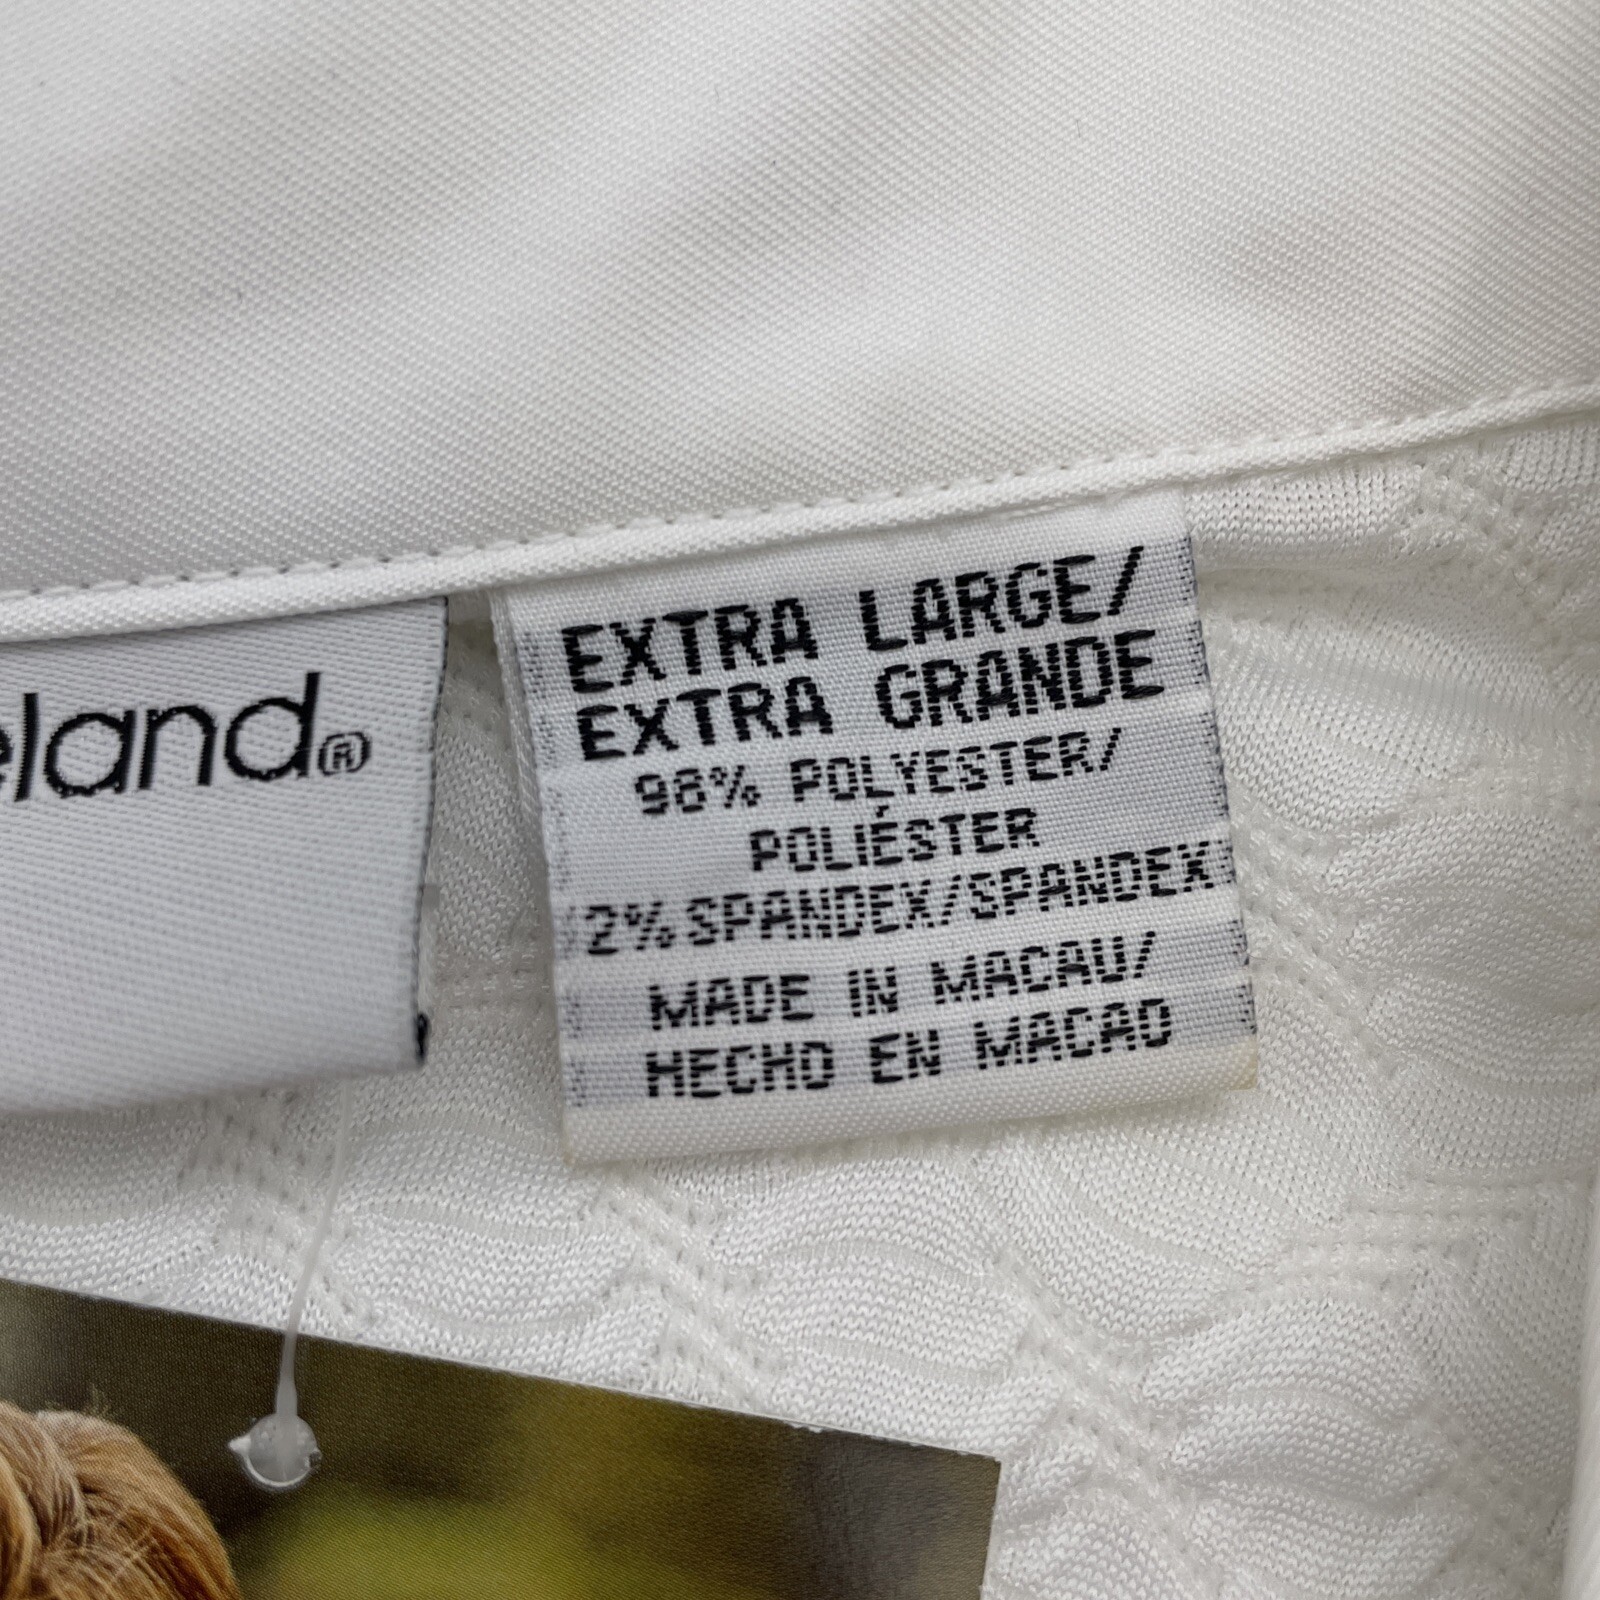 eland®
EXTRA LARGE/
EXTRA GRANDE
98% POLYESTER/
POLIÉSTER
2% SPANDEX/SPANDEX
MADE IN MACAU/
HECHO EN MACAO